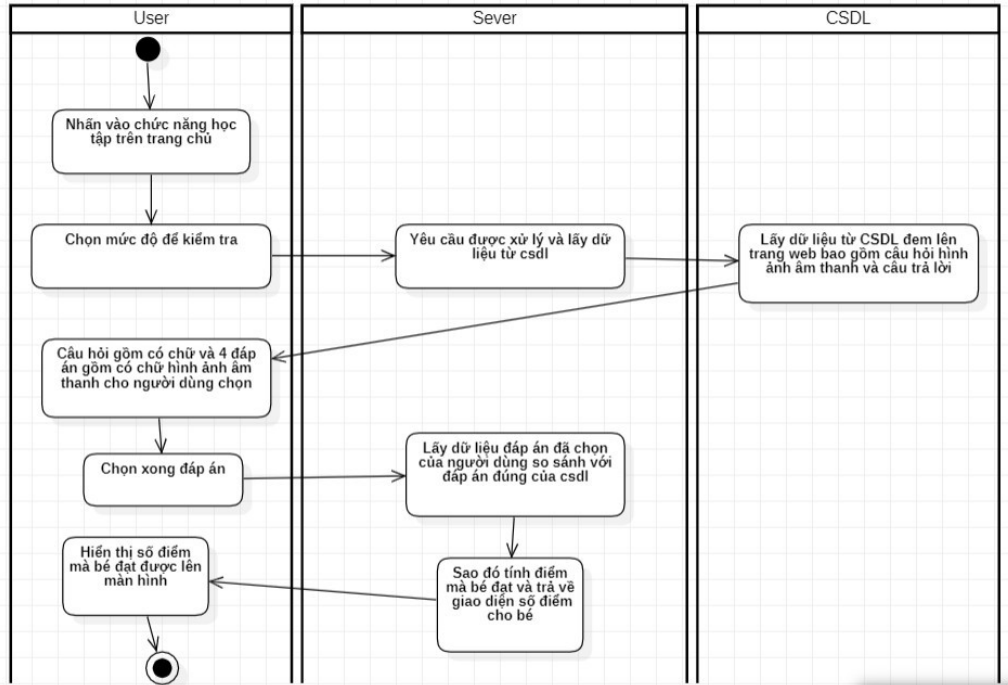 User
Sever
CSDL
Nhấn vào chức năng học
tập trên trang chủ
Chọn mức độ để kiểm tra
Yêu cầu được xử lý và lấy dữ
liệu từ csdl
Lấy dữ liệu từ CSDL đem lên
trang web bao gồm câu hỏi hình
ảnh âm thanh và câu trả lời
Câu hỏi gồm có chữ và 4 đáp
án gồm có chữ hình ảnh âm
thanh cho người dùng chọn
Chọn xong đáp án
Lấy dữ liệu đáp án đã chọn
của người dùng so sánh với
đáp án đúng của csdl
Sao đó tính điểm
mà bé đạt và trả về
giao diện số điểm
cho bé
Hiển thị số điểm
mà bé đạt được lên
màn hình